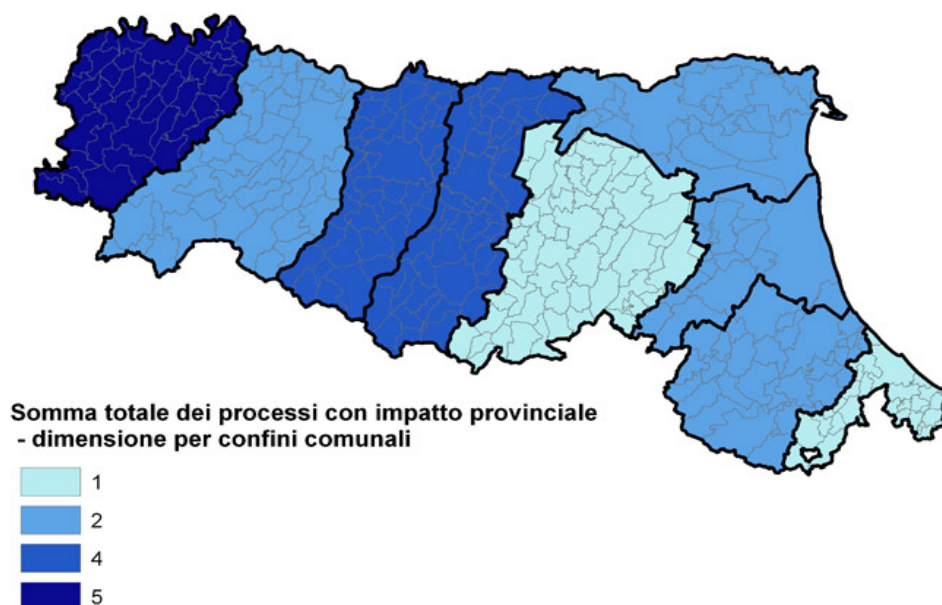 Somma totale dei processi con impatto provinciale
- dimensione per confini comunali
1
2
4
5